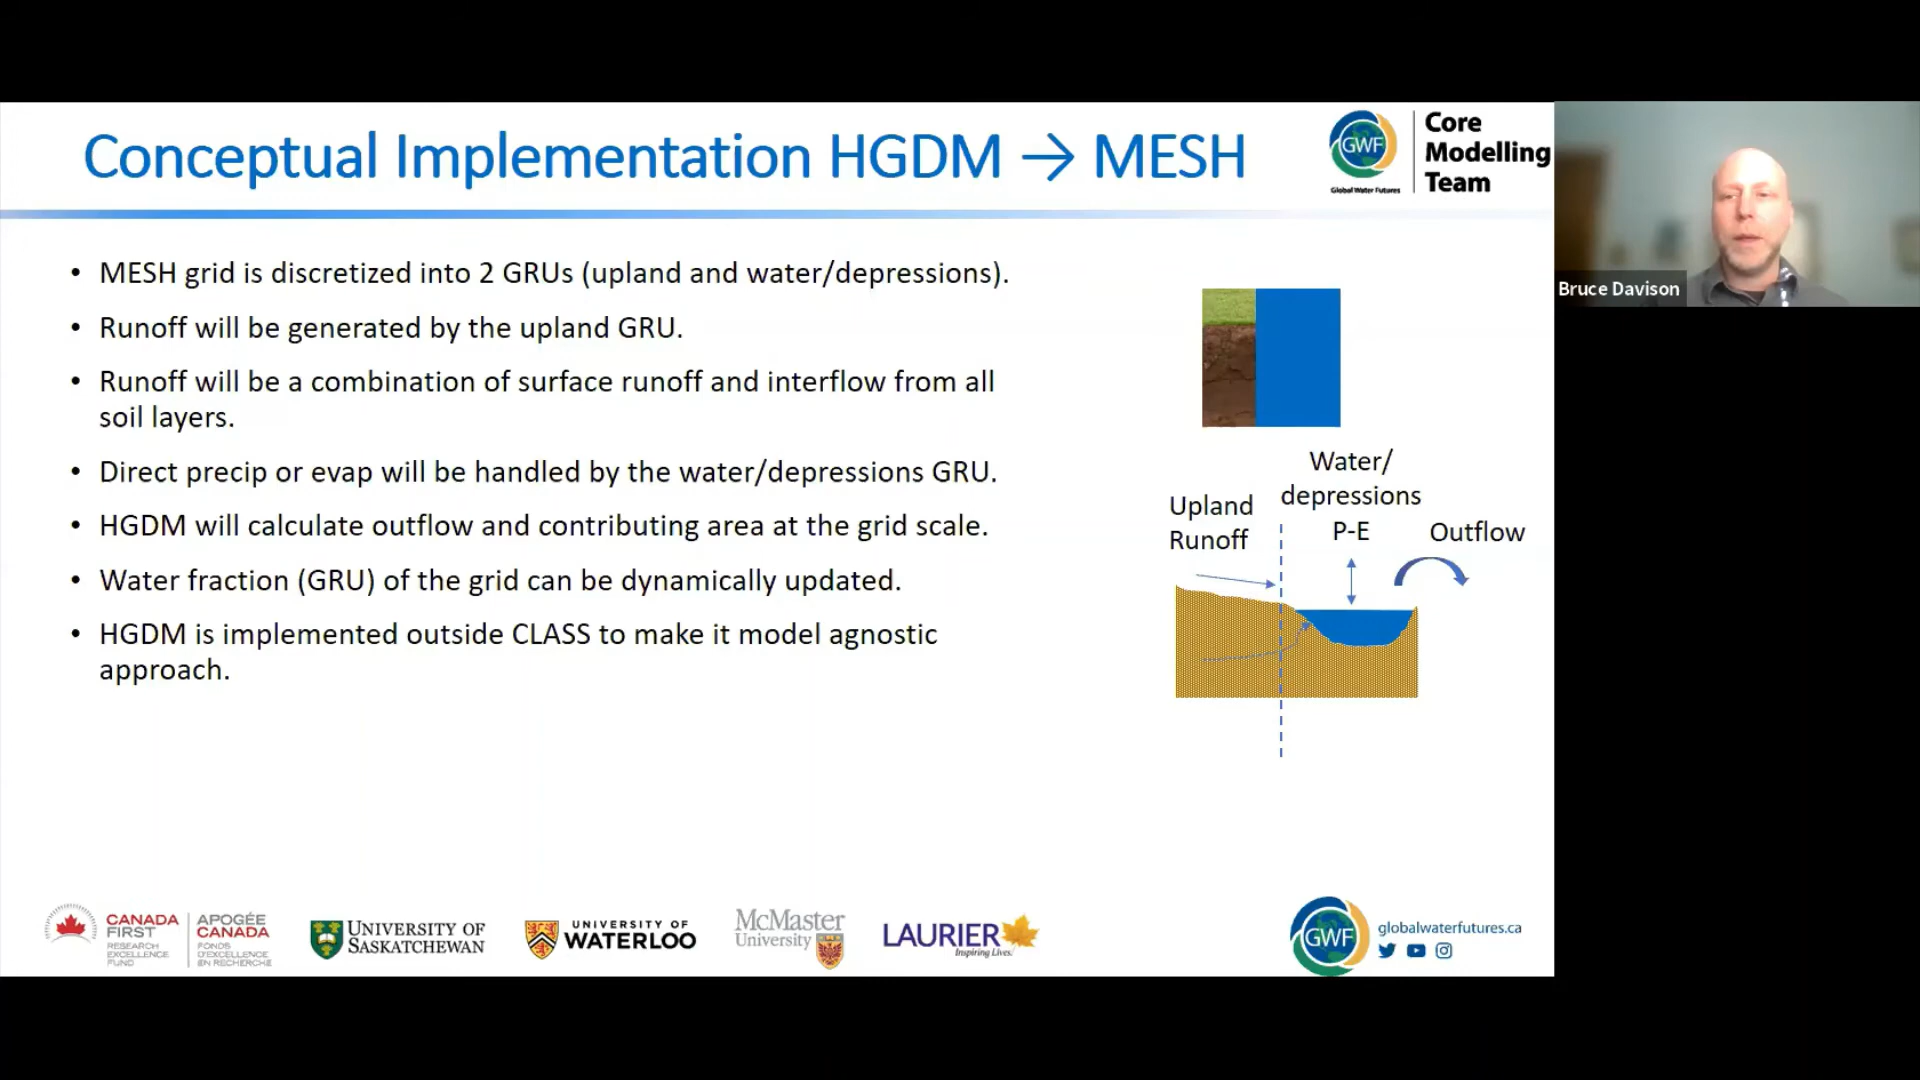 Conceptual Implementation HGDM → MESH
GWF
Global Water Futures
Core
Modelling
Team
Bruce Davison
• MESH grid is discretized into 2 GRUs (upland and water/depressions).
• Runoff will be generated by the upland GRU.
• Runoff will be a combination of surface runoff and interflow from all
soil layers.
• Direct precip or evap will be handled by the water/depressions GRU.
• HGDM will calculate outflow and contributing area at the grid scale.
• Water fraction (GRU) of the grid can be dynamically updated.
• HGDM is implemented outside CLASS to make it model agnostic
approach.
Water/
depressions
P-E
Upland
Runoff
Outflow
CANADA
FIRST
RESEARCH
EXCELLENCE
FUND
APOGÉE
CANADA
FONDS
D'EXCELLENCE
EN RECHERCHE
UNIVERSITY OF
SASKATCHEWAN
UNIVERSITY OF
WATERLOO
McMaster
University
LAURIER
Inspiring Lives.
GWF
globalwaterfutures.ca